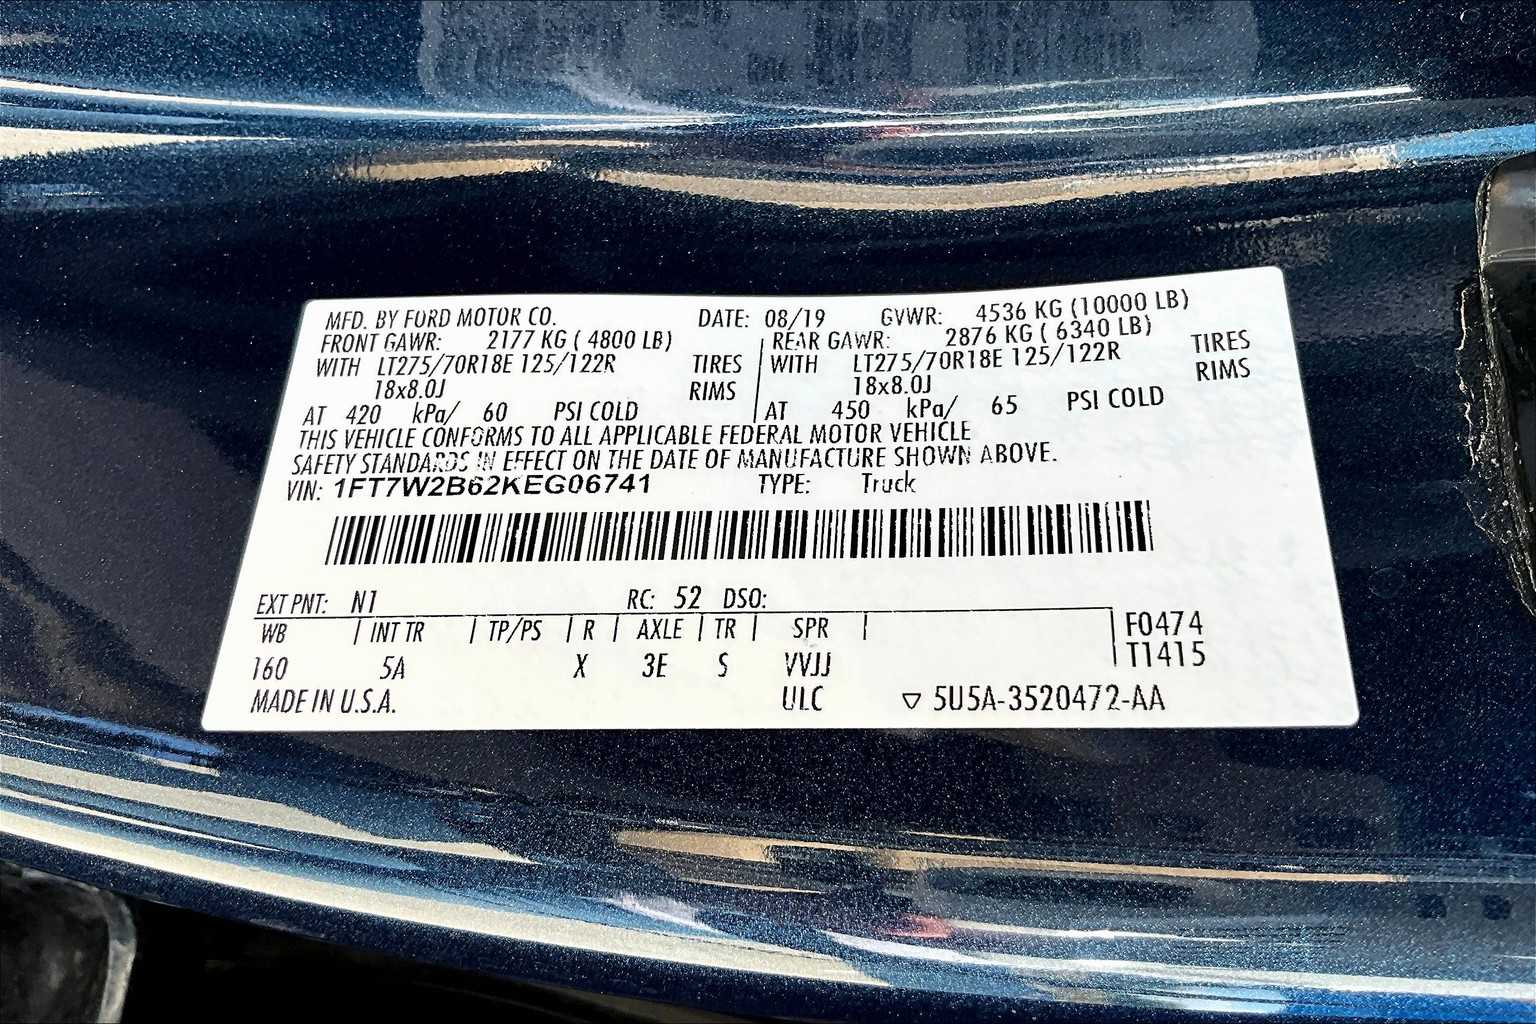 MFD. BY FORD MOTOR CO. DATE: 08/19 GVWR: 4536 KG (10000 LB)
FRONT GAWR: 2177 KG ( 4800 LB) REAR GAWR: 2876 KG ( 6340 LB)
WITH LT275/70R18E 125/122R TIRES WITH LT275/70R18E 125/122R TIRES
18x8.0J RIMS 18x8.0J RIMS
AT 420 kPa/ 60 PSI COLD AT 450 kPa/ 65 PSI COLD
THIS VEHICLE CONFORMS TO ALL APPLICABLE FEDERAL MOTOR VEHICLE
SAFETY STANDARDS IN EFFECT ON THE DATE OF MANUFACTURE SHOWN ABOVE.
VIN: 1FT7W2B62KEG06741 TYPE: Truck
EXT PNT: N1 RC: 52 DSO:
WB INT TR TP/PS R AXLE TR SPR F0474
160 5A X 3E S VVJJ T1415
MADE IN U.S.A. ULC ▽ 5U5A-3520472-AA